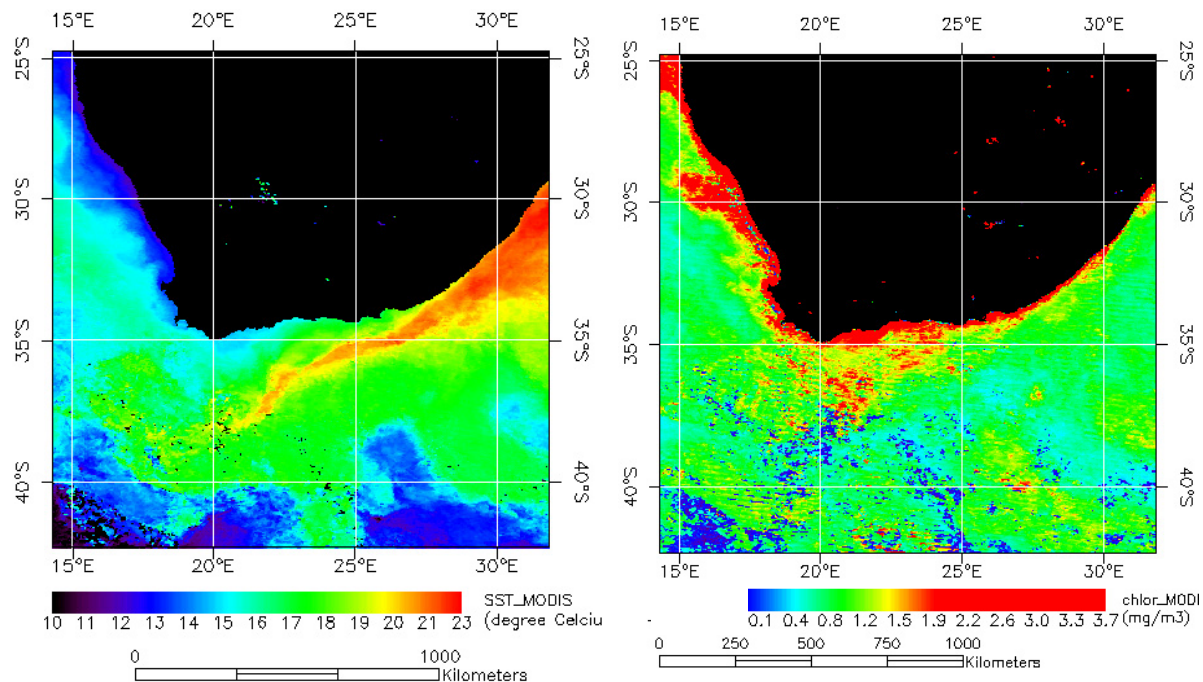 15°E 20°E 25°E 30°E
25°S 25°S
30°S 30°S
35°S 35°S
40°S 40°S
15°E 20°E 25°E 30°E
10 11 12 13 14 15 16 17 18 19 20 21 22 23
SST_MODIS
(degree Celciu
0 1000
Kilometers
15°E 20°E 25°E 30°E
25°S 25°S
30°S 30°S
35°S 35°S
40°S 40°S
15°E 20°E 25°E 30°E
0.1 0.4 0.8 1.2 1.5 1.9 2.2 2.6 3.0 3.3 3.7
chlor_MODI
(mg/m3)
0 250 500 750 1000
Kilometers